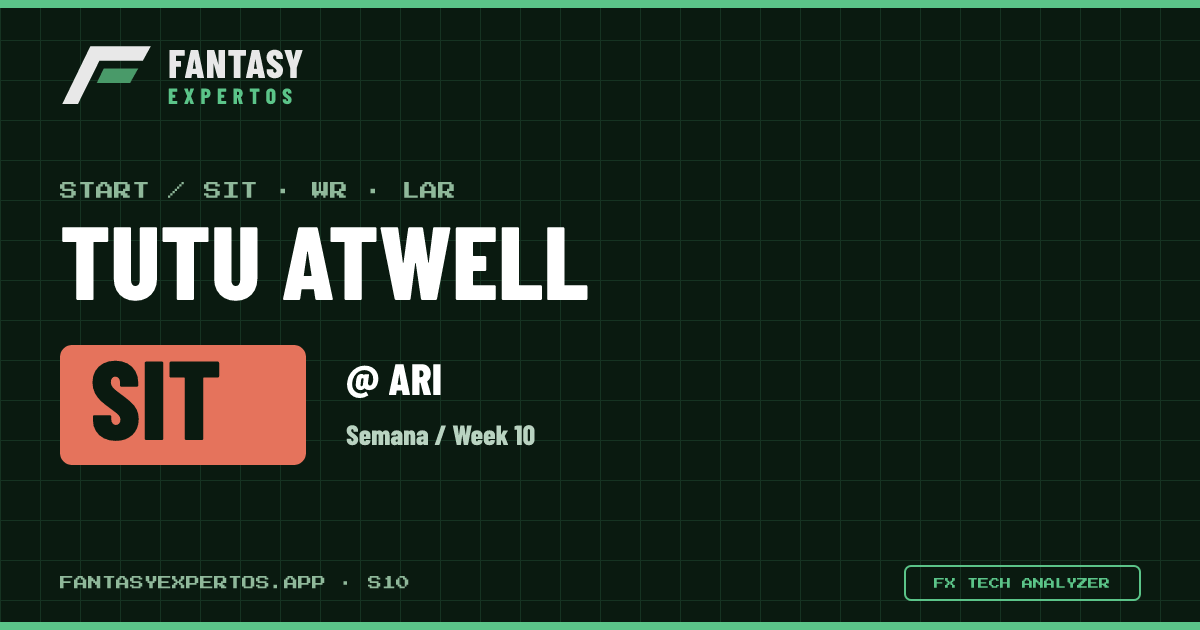 FANTASY
EXPERTOS
START / SIT · WR · LAR
TUTU ATWELL
SIT
@ ARI
Semana / Week 10
FANTASYEXPERTOS.APP · S10
FX TECH ANALYZER